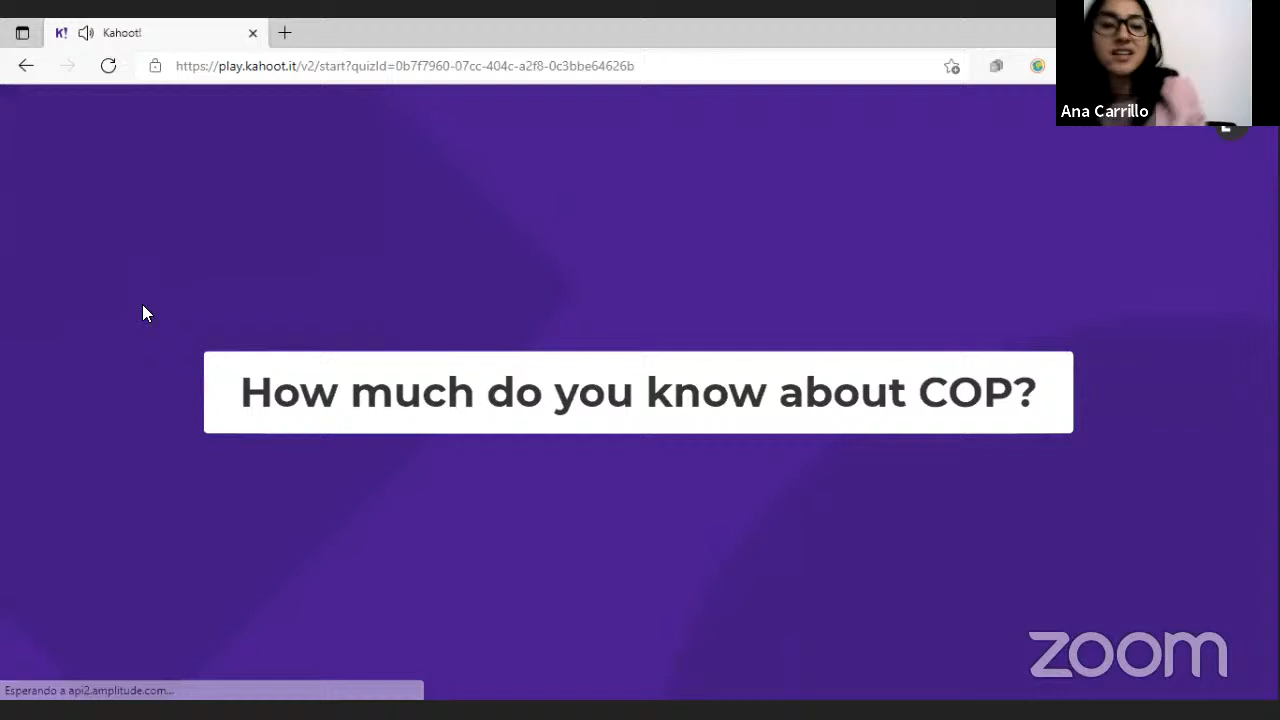 K! Kahoot!
https://play.kahoot.it/v2/start?quizId=0b7f7960-07cc-404c-a2f8-0c3bbe64626b
Ana Carrillo
How much do you know about COP?
zoom
Esperando a api2.amplitude.com...